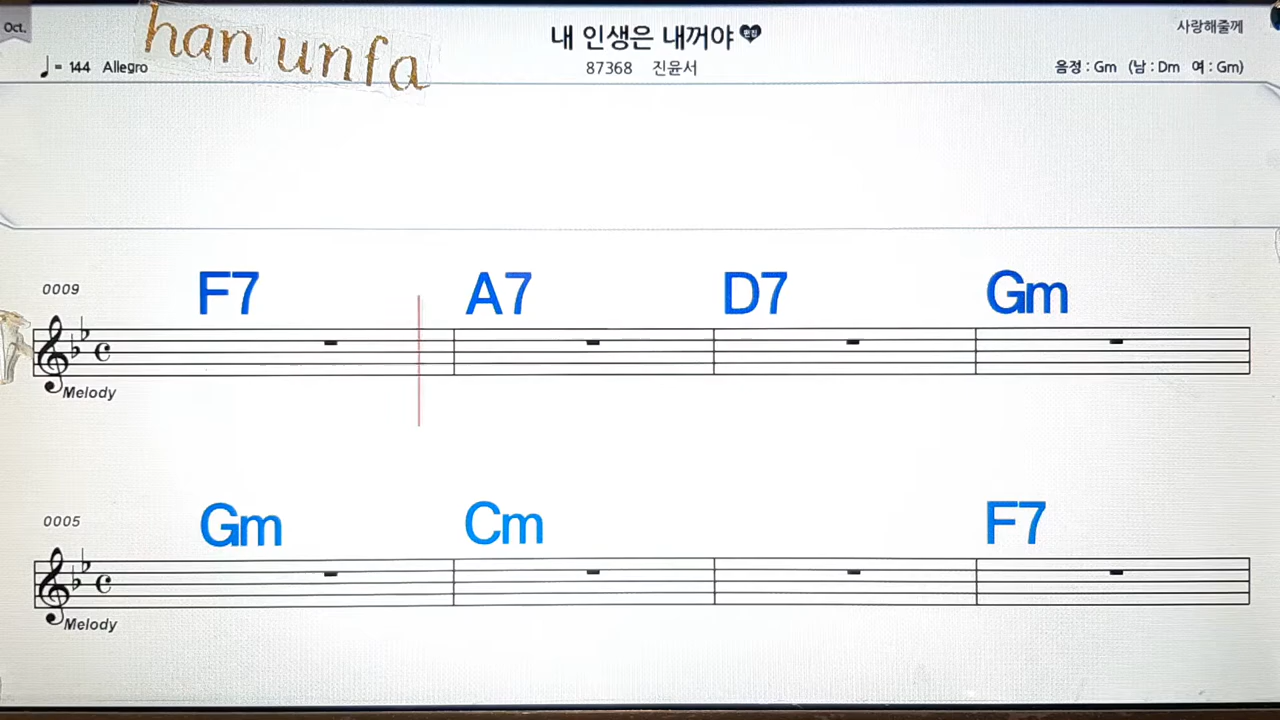 Oct.
han unfa
내 인생은 내꺼야
사랑해줄께
♩ = 144 Allegro
87368 진윤서
음정 : Gm (남 : Dm 여 : Gm)
0009
F7 A7 D7 Gm
Melody
0005
Gm Cm F7
Melody